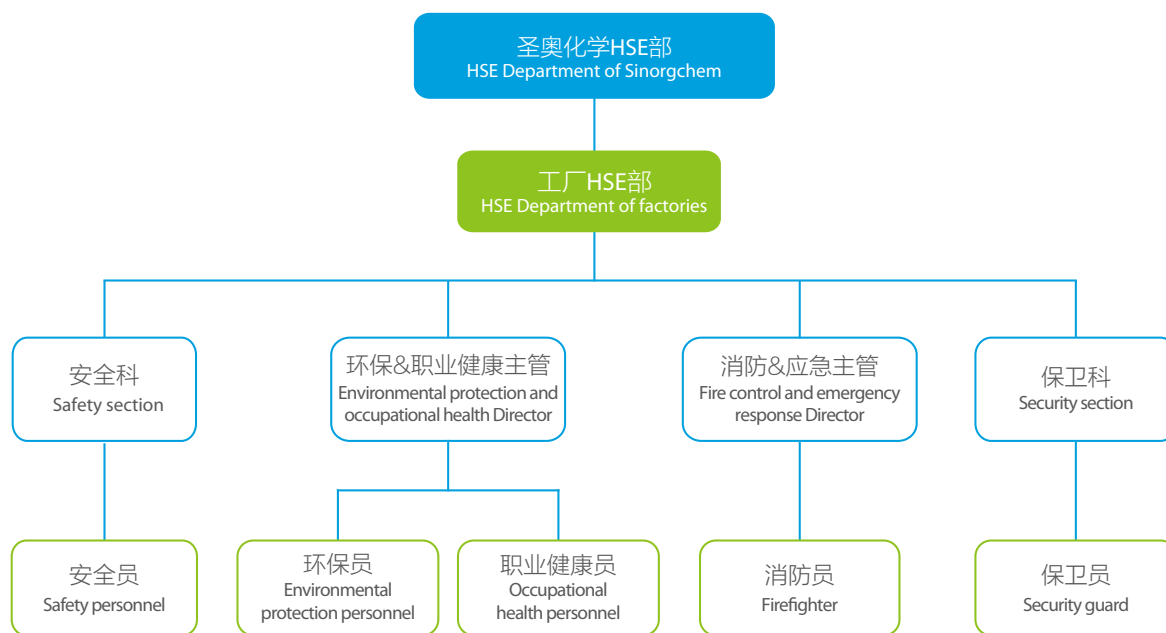 圣奥化学HSE部
HSE Department of Sinorgchem
工厂HSE部
HSE Department of factories
安全科
Safety section
环保&职业健康主管
Environmental protection and
occupational health Director
消防&应急主管
Fire control and emergency
response Director
保卫科
Security section
安全员
Safety personnel
环保员
Environmental
protection personnel
职业健康员
Occupational
health personnel
消防员
Firefighter
保卫员
Security guard